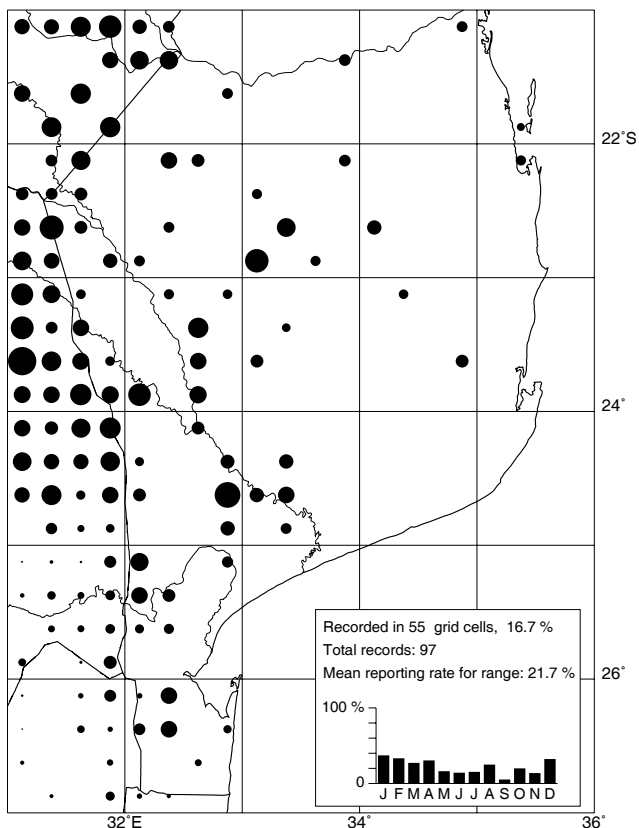 22°S
24°
Recorded in 55 grid cells, 16.7 %
Total records: 97
Mean reporting rate for range: 21.7 %
26°
100 %
0
J F M A M J J A S O N D
32°E 34° 36°